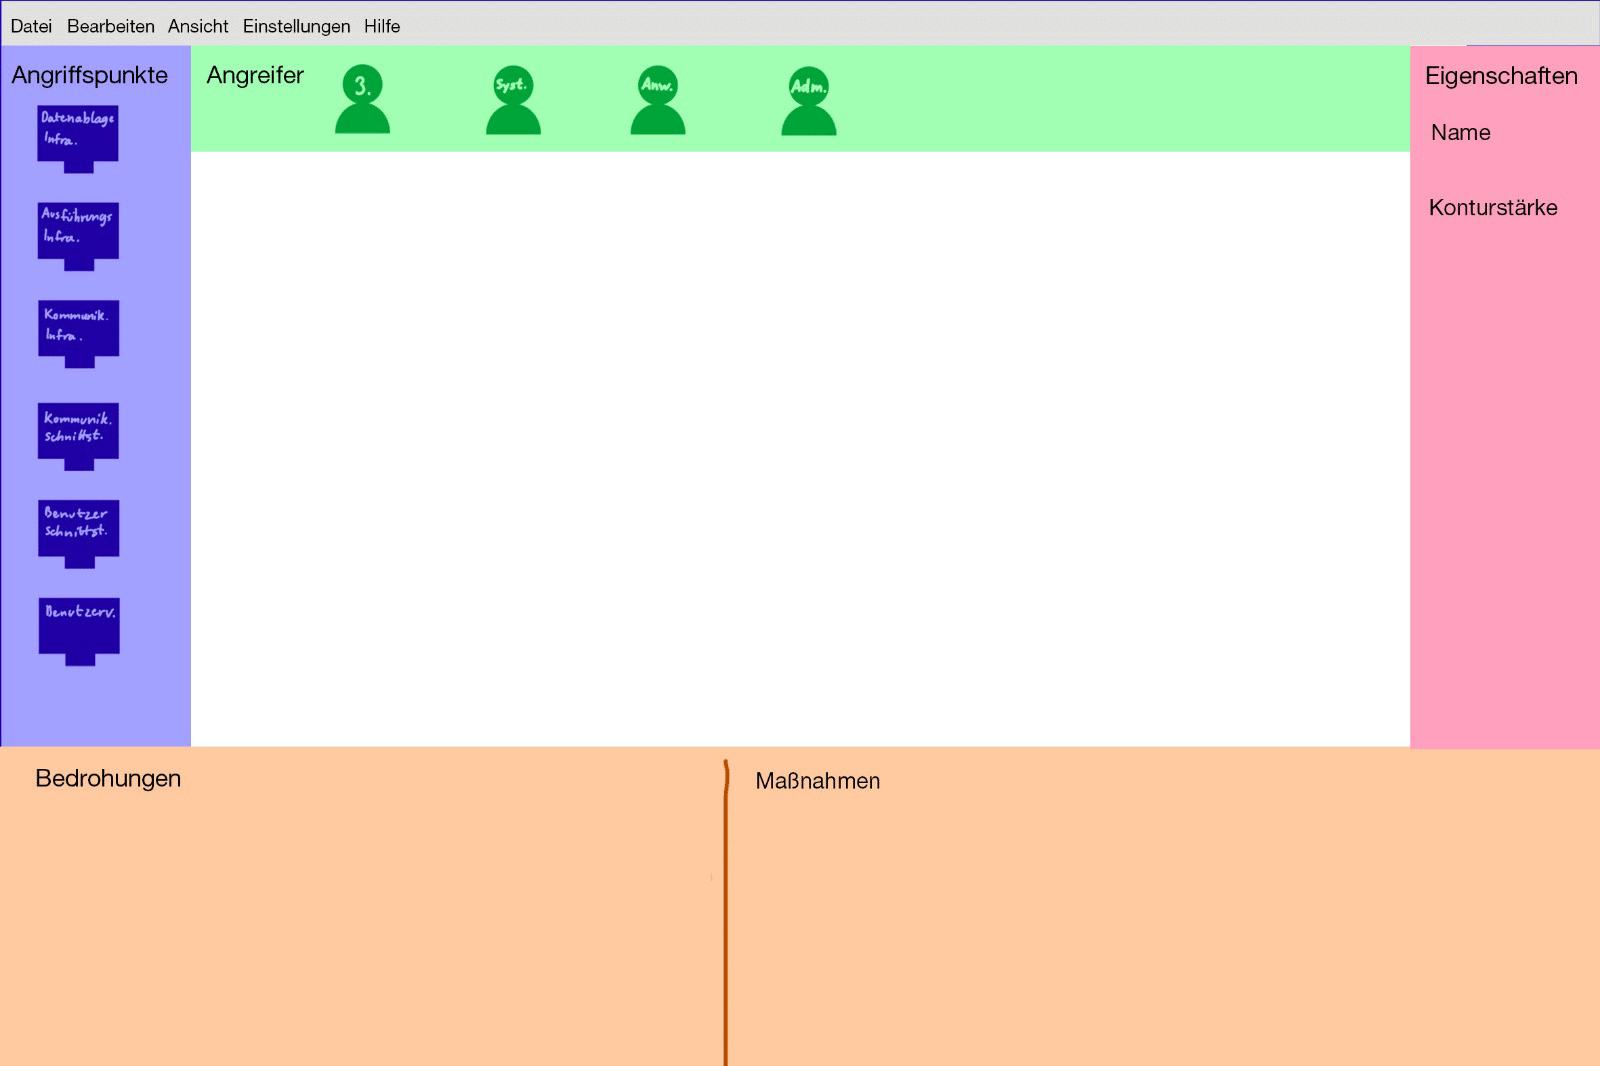 Datei Bearbeiten Ansicht Einstellungen Hilfe
Angriffspunkte
Datenablage
Infra.
Ausführungs
Infra.
Kommunik.
Infra.
Kommunik.
Schnittst.
Benutzer
Schnittst.
Benutzerv.
Angreifer
3.
Syst.
Anw.
Adm.
Eigenschaften
Name
Konturstärke
Bedrohungen
Maßnahmen